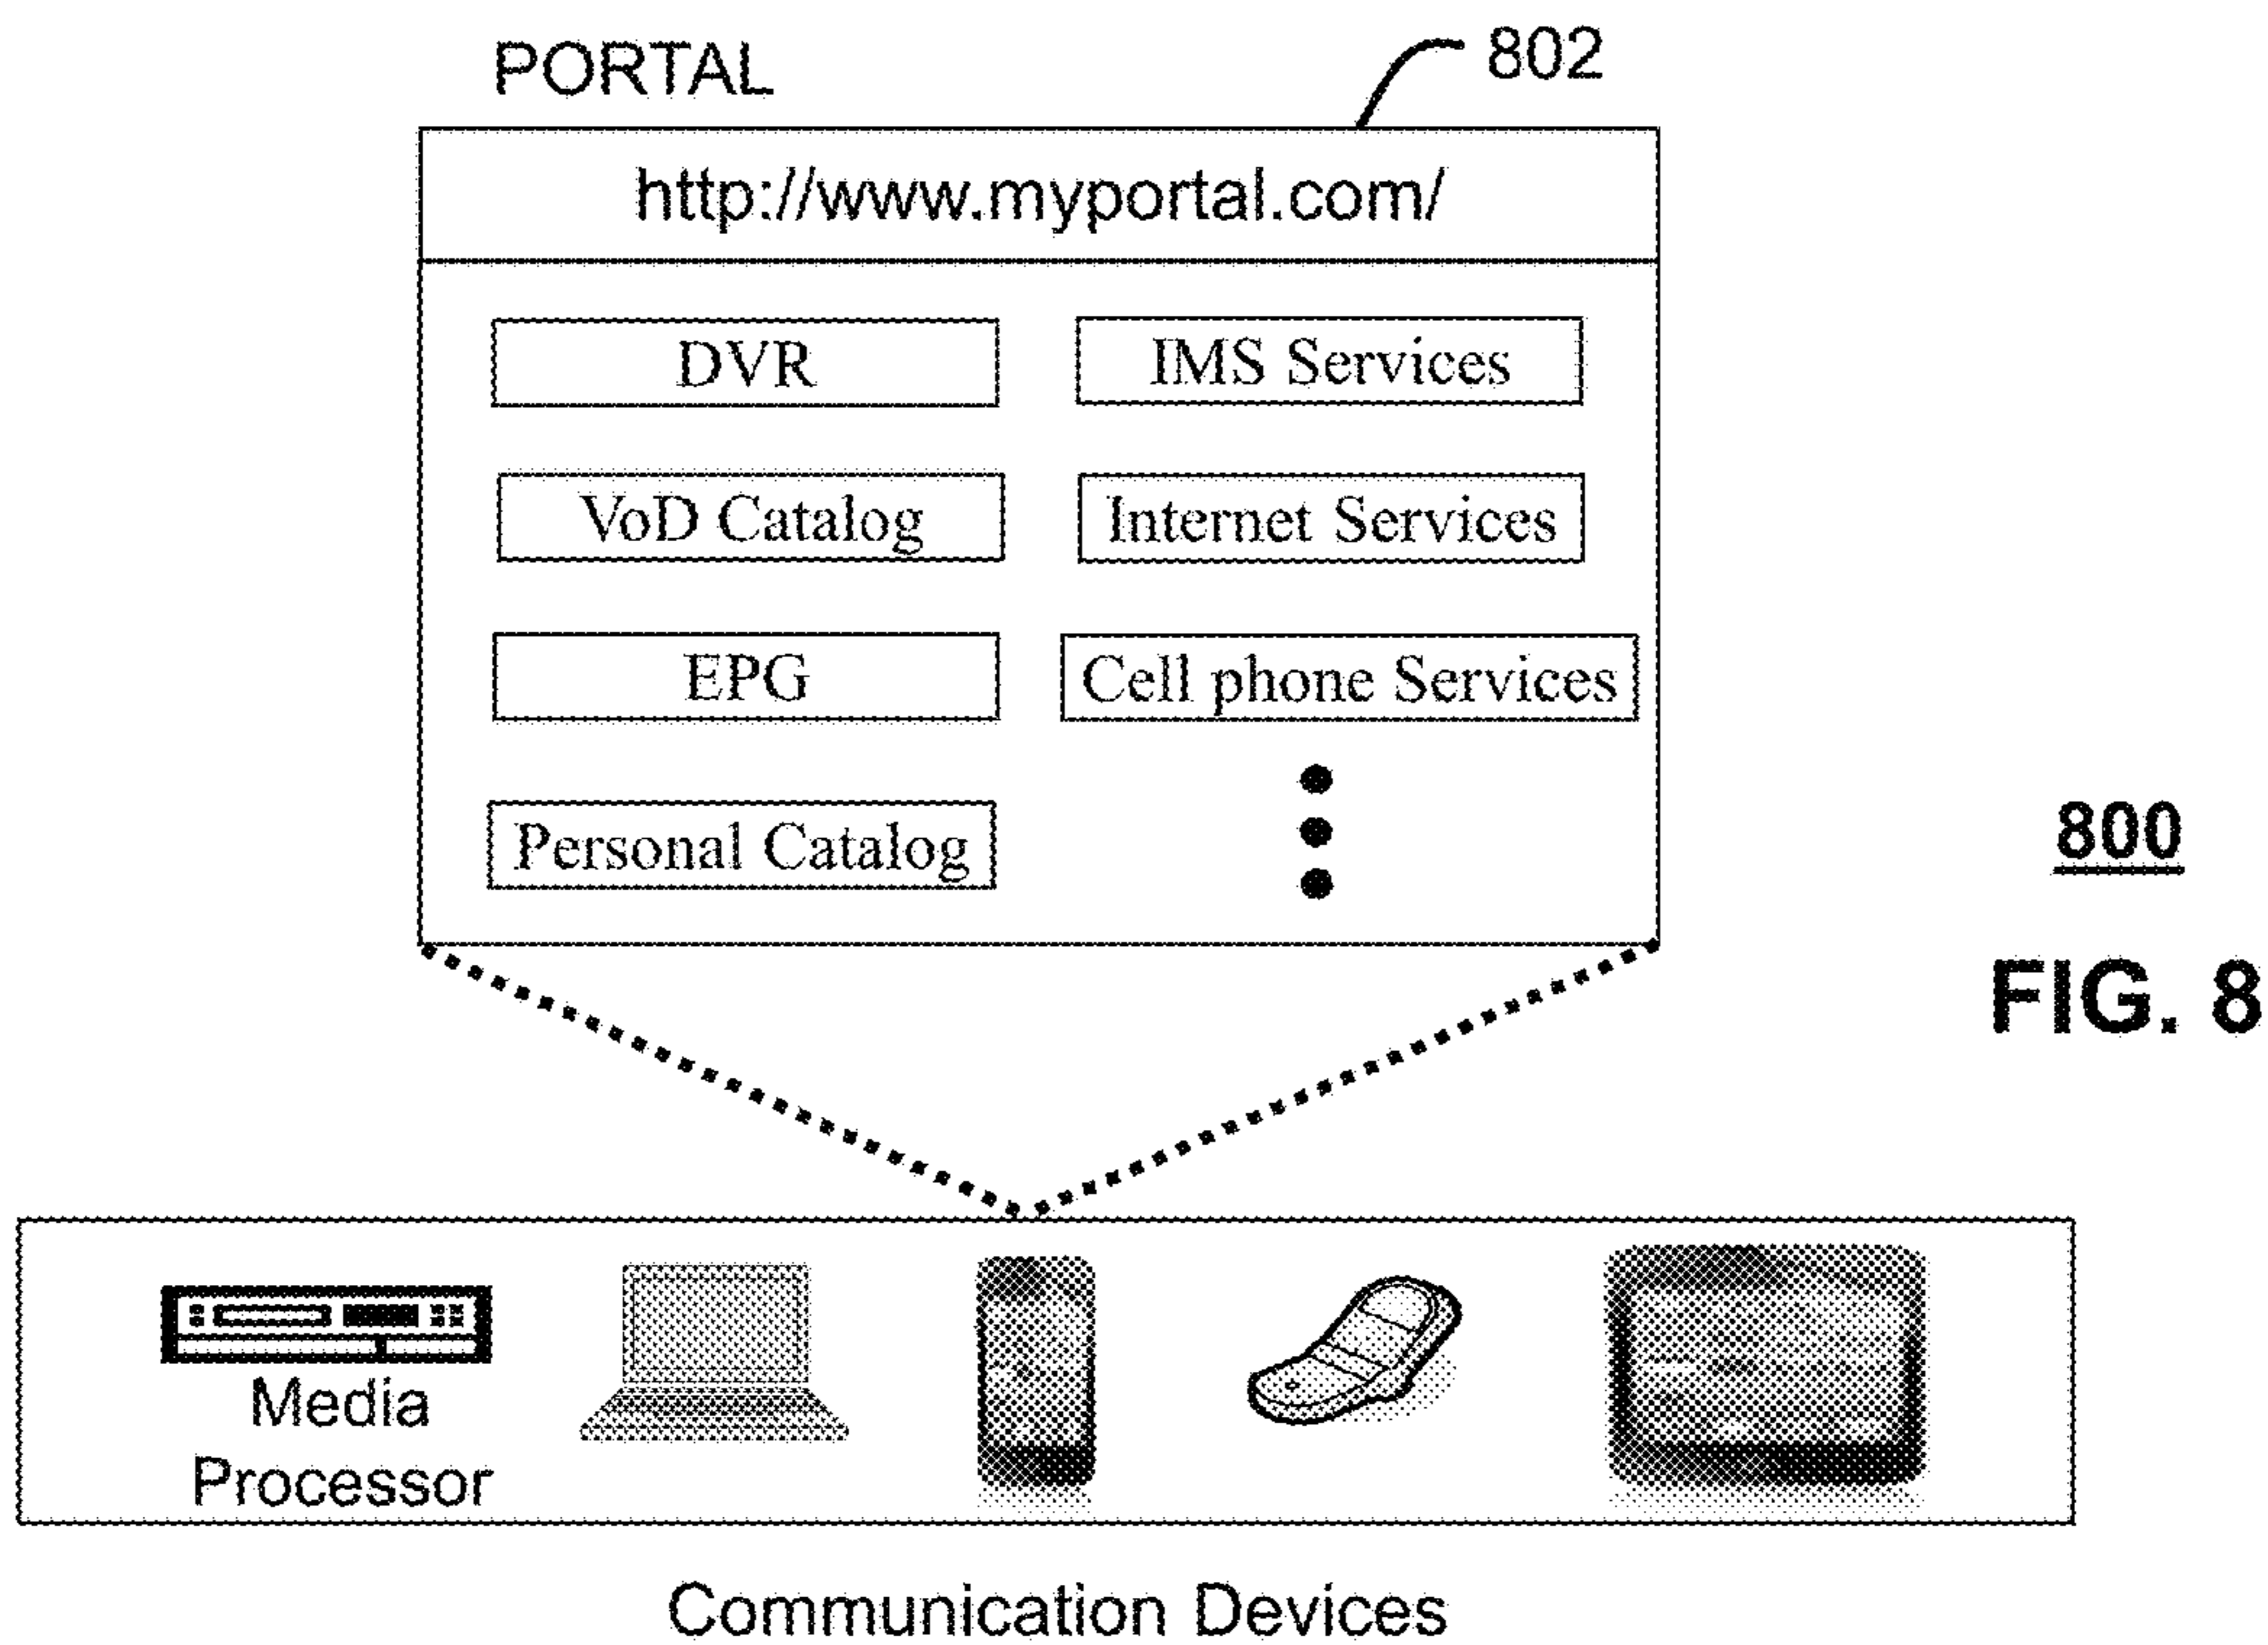 PORTAL
802
http://www.myportal.com/
DVR
IMS Services
VoD Catalog
Internet Services
EPG
Cell phone Services
Personal Catalog
800
FIG. 8
Media
Processor
Communication Devices